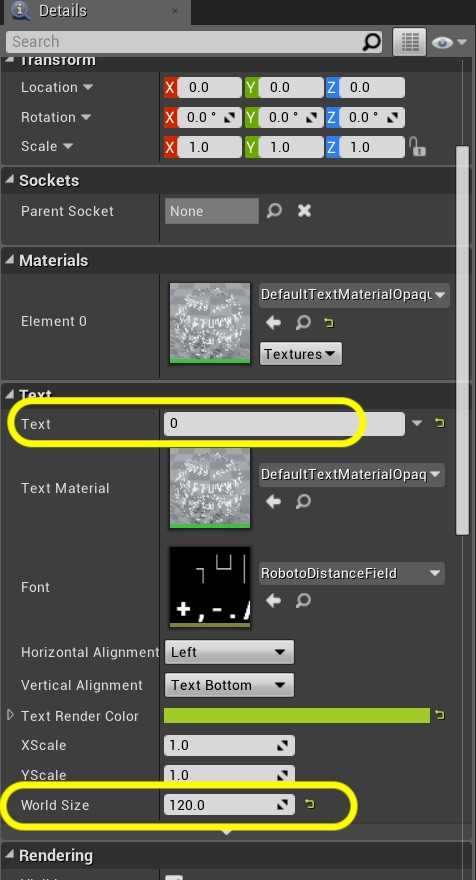 Details ×
Search
Transform
Location X 0.0 Y 0.0 Z 0.0
Rotation X 0.0 ° Y 0.0 ° Z 0.0 °
Scale X 1.0 Y 1.0 Z 1.0
Sockets
Parent Socket None
Materials
DefaultTextMaterialOpaqu
Element 0
Textures
Text
Text 0
Text Material DefaultTextMaterialOpaq
Font RobotoDistanceField
+ , - .
Horizontal Alignment Left
Vertical Alignment Text Bottom
Text Render Color
XScale 1.0
YScale 1.0
World Size 120.0
Rendering